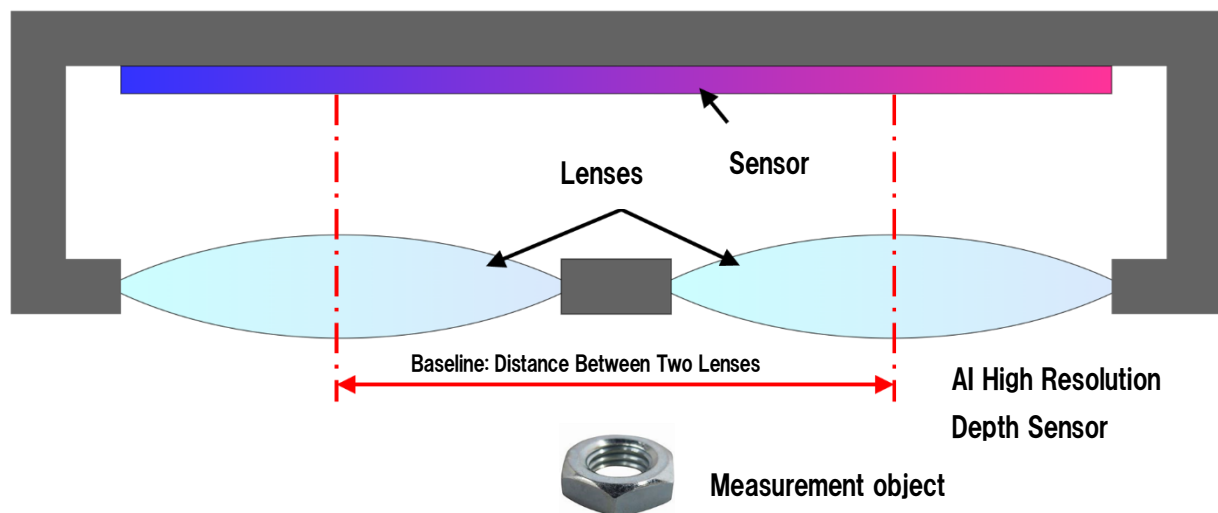 Sensor
Lenses
Baseline: Distance Between Two Lenses
AI High Resolution
Depth Sensor
Measurement object